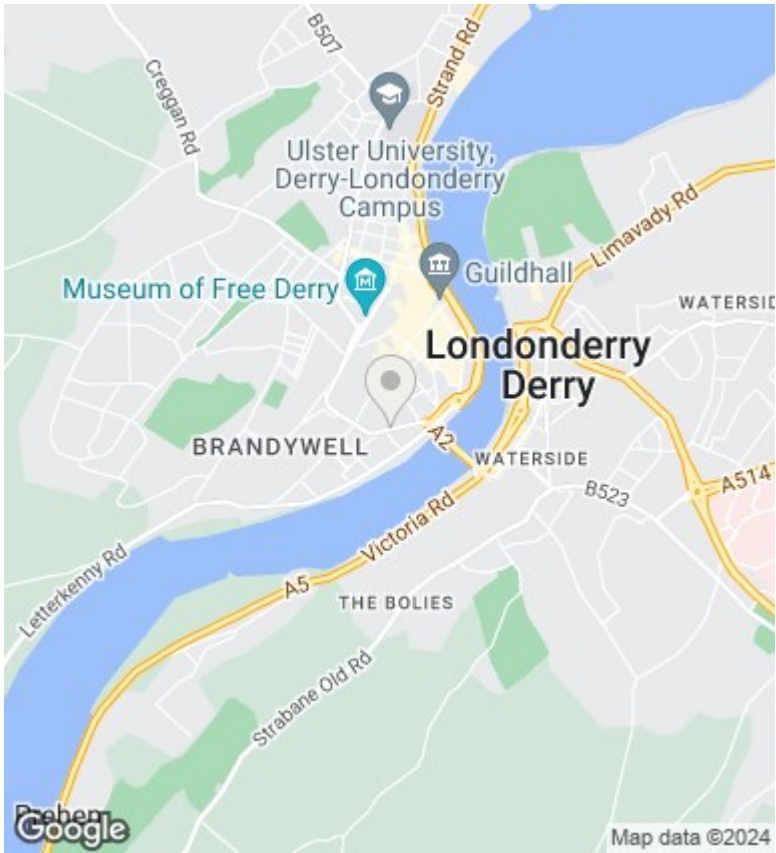 B507
Strand Rd
Creggan Rd
Ulster University,
Derry-Londonderry
Campus
Limavady Rd
Guildhall
Museum of Free Derry
WATERSID
Londonderry
Derry
BRANDYWELL
A2
WATERSIDE
A514
B523
Victoria Rd
Letterkenny Rd
A5
THE BOLIES
Strabane Old Rd
Prehen
Google
Map data ©2024